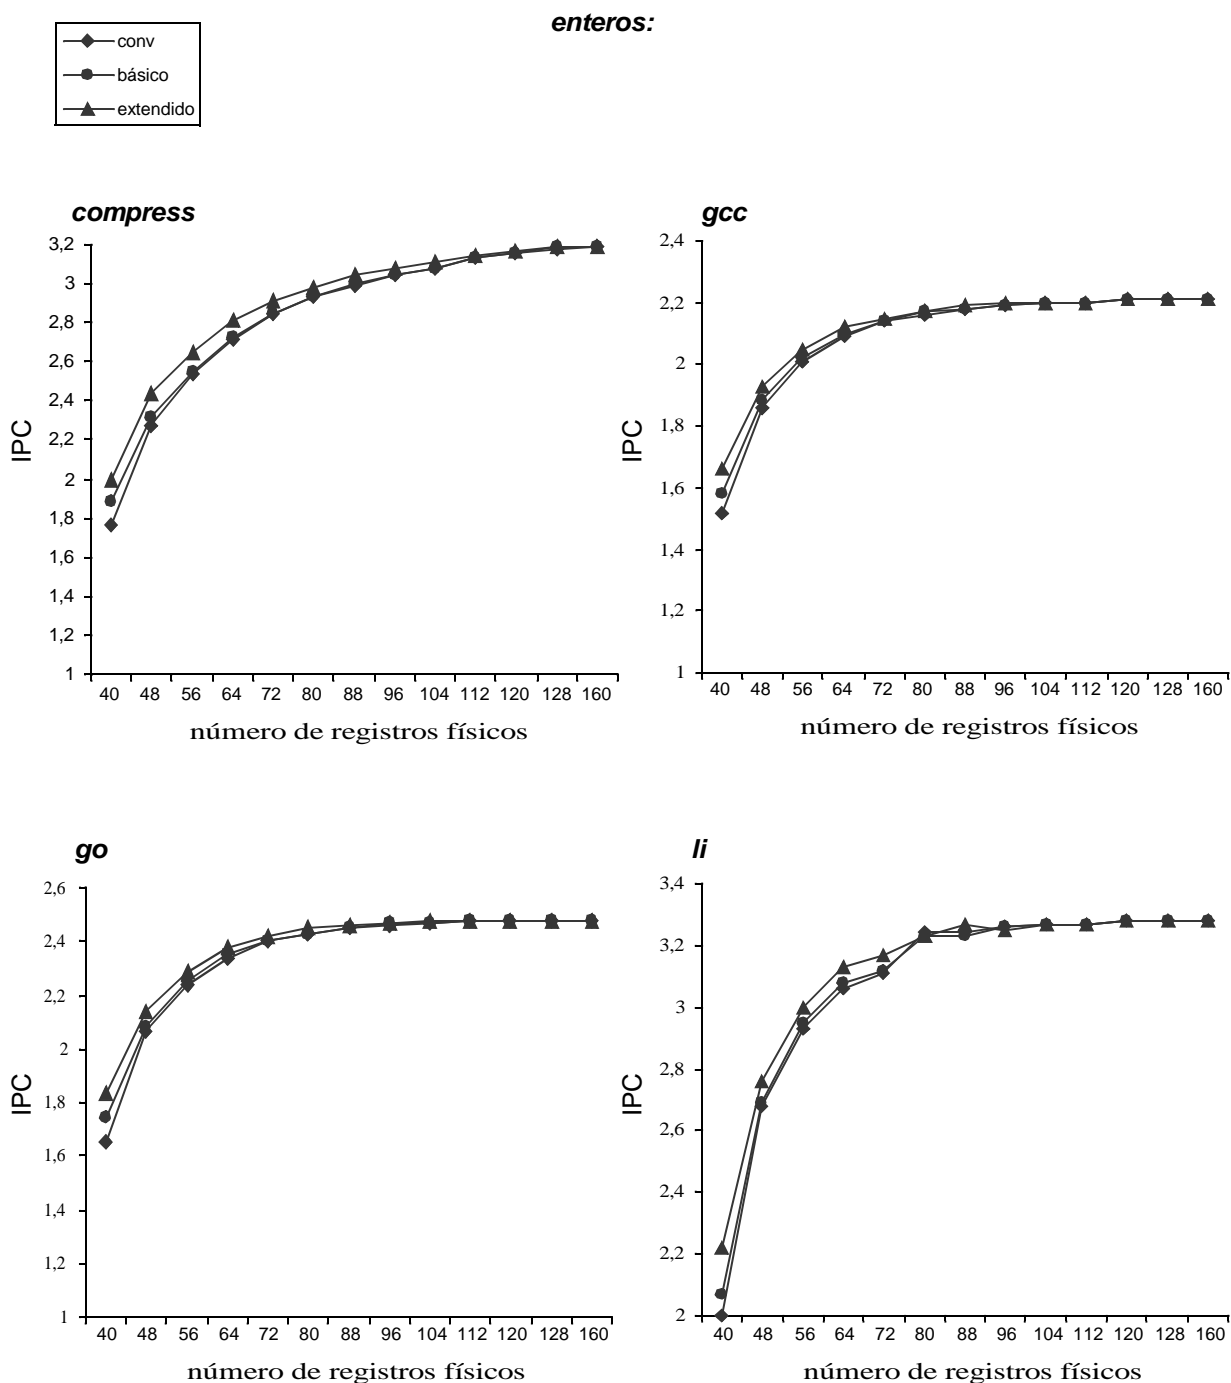 enteros:
conv
básico
extendido
compress
3,2
3
2,8
2,6
2,4
2,2
2
1,8
1,6
1,4
1,2
1
IPC
40 48 56 64 72 80 88 96 104 112 120 128 160
número de registros físicos
gcc
2,4
2,2
2
1,8
1,6
1,4
1,2
1
IPC
40 48 56 64 72 80 88 96 104 112 120 128 160
número de registros físicos
go
2,6
2,4
2,2
2
1,8
1,6
1,4
1,2
1
IPC
40 48 56 64 72 80 88 96 104 112 120 128 160
número de registros físicos
li
3,4
3,2
3
2,8
2,6
2,4
2,2
2
IPC
40 48 56 64 72 80 88 96 104 112 120 128 160
número de registros físicos